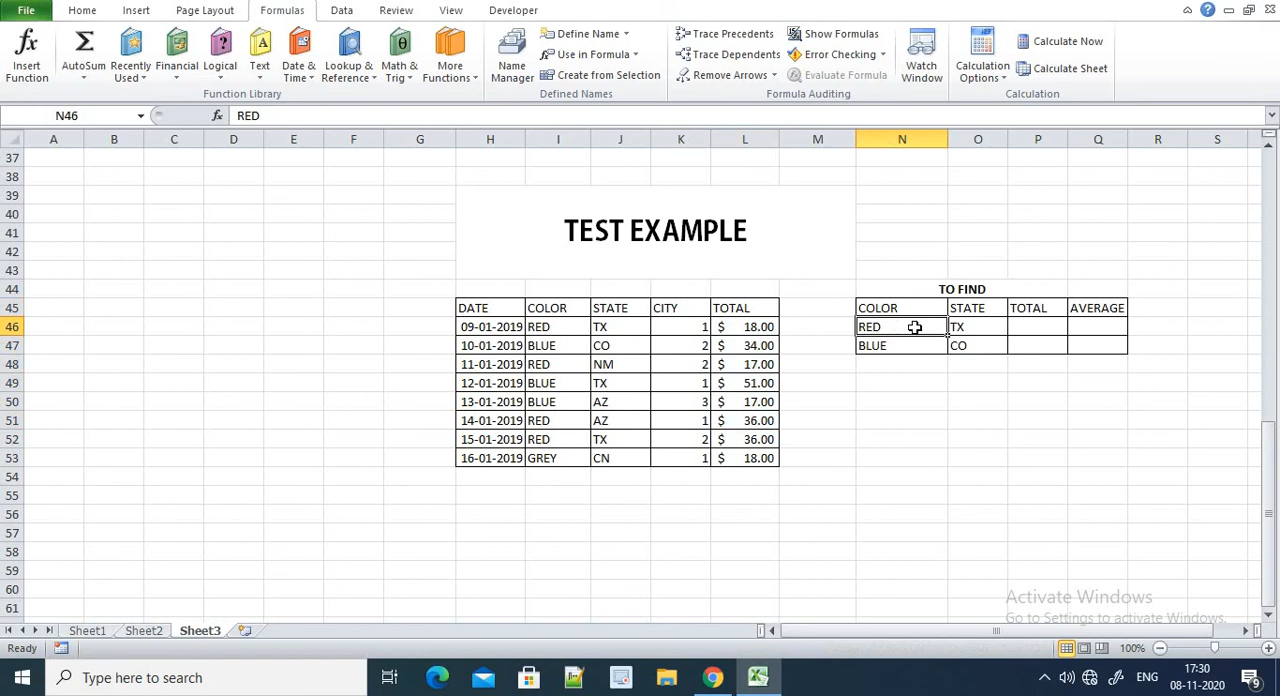 File Home Insert Page Layout Formulas Data Review View Developer
fx Insert Function
Σ AutoSum
Recently Used
Financial
Logical
Text
Date & Time
Lookup & Reference
Math & Trig
More Functions
Function Library
Name Manager
Define Name
Use in Formula
Create from Selection
Defined Names
Trace Precedents
Trace Dependents
Remove Arrows
Show Formulas
Error Checking
Evaluate Formula
Formula Auditing
Watch Window
Calculation Options
Calculate Now
Calculate Sheet
Calculation
N46 fx RED
A B C D E F G H I J K L M N O P Q R S
37
38
39
40
41 TEST EXAMPLE
42
43
44 TO FIND
45 DATE COLOR STATE CITY TOTAL COLOR STATE TOTAL AVERAGE
46 09-01-2019 RED TX 1 $ 18.00 RED TX
47 10-01-2019 BLUE CO 2 $ 34.00 BLUE CO
48 11-01-2019 RED NM 2 $ 17.00
49 12-01-2019 BLUE TX 1 $ 51.00
50 13-01-2019 BLUE AZ 3 $ 17.00
51 14-01-2019 RED AZ 1 $ 36.00
52 15-01-2019 RED TX 2 $ 36.00
53 16-01-2019 GREY CN 1 $ 18.00
54
55
56
57
58
59
60
61
Activate Windows
Go to Settings to activate Windows.
Sheet1 Sheet2 Sheet3
Ready 100%
Type here to search
ENG
17:30
08-11-2020
9